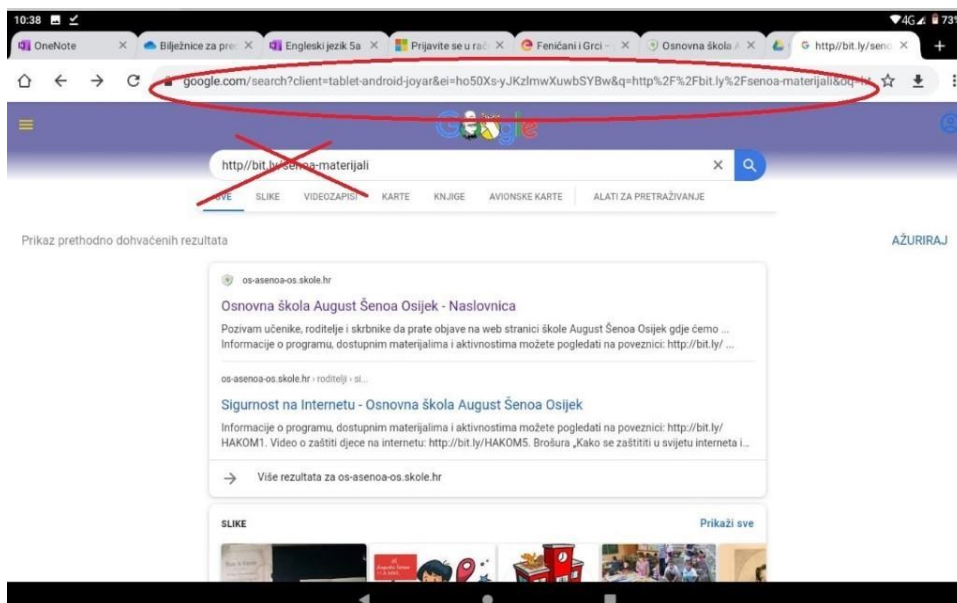 10:38 4G 73%
OneNote Bilježnice za pre Engleski jezik 5a Prijavite se u rač Feničani i Grci - Osnovna škola A G http//bit.ly/seno
google.com/search?client=tablet-android-joyar&ei=ho50Xs-yJKzlmwXuwbSYBw&q=http%2F%2Fbit.ly%2Fsenoa-materijali&oq=ht
Google
http//bit.ly/senoa-materijali
SVE SLIKE VIDEOZAPISI KARTE KNJIGE AVIONSKE KARTE ALATI ZA PRETRAŽIVANJE
Prikaz prethodno dohvaćenih rezultata AŽURIRAJ
os-asenoa-os.skole.hr
Osnovna škola August Šenoa Osijek - Naslovnica
Pozivam učenike, roditelje i skrbnike da prate objave na web stranici škole August Šenoa Osijek gdje ćemo ...
Informacije o programu, dostupnim materijalima i aktivnostima možete pogledati na poveznici: http://bit.ly/ ...
os-asenoa-os.skole.hr › roditelji › si...
Sigurnost na Internetu - Osnovna škola August Šenoa Osijek
Informacije o programu, dostupnim materijalima i aktivnostima možete pogledati na poveznici: http://bit.ly/
HAKOM1. Video o zaštiti djece na internetu: http://bit.ly/HAKOM5. Brošura „Kako se zaštititi u svijetu interneta i...
Više rezultata za os-asenoa-os.skole.hr
SLIKE Prikaži sve